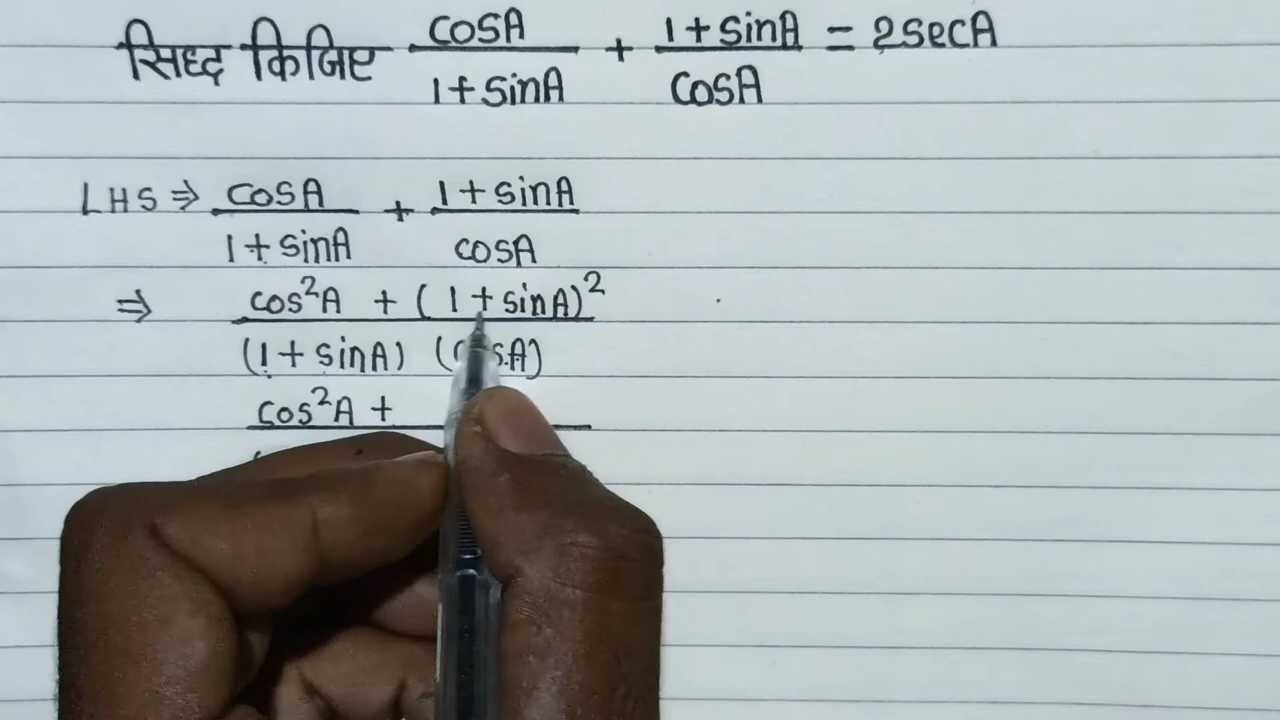 सिध्द किजिए cosA/1+sinA + 1+sinA/cosA = 2secA
LHS ⇒ cosA/1+sinA + 1+sinA/cosA
⇒ cos²A + (1+sinA)²/(1+sinA) (cosA)
cos²A +